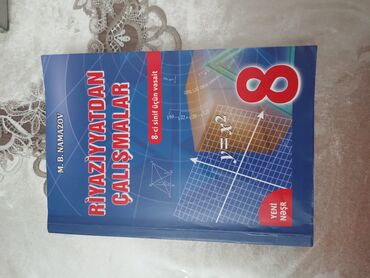 M. B. NAMAZOV
RİYAZİYYATDAN
ÇALIŞMALAR
8-ci sinif üçün vəsait
8
y = x²
YENİ
NƏŞR